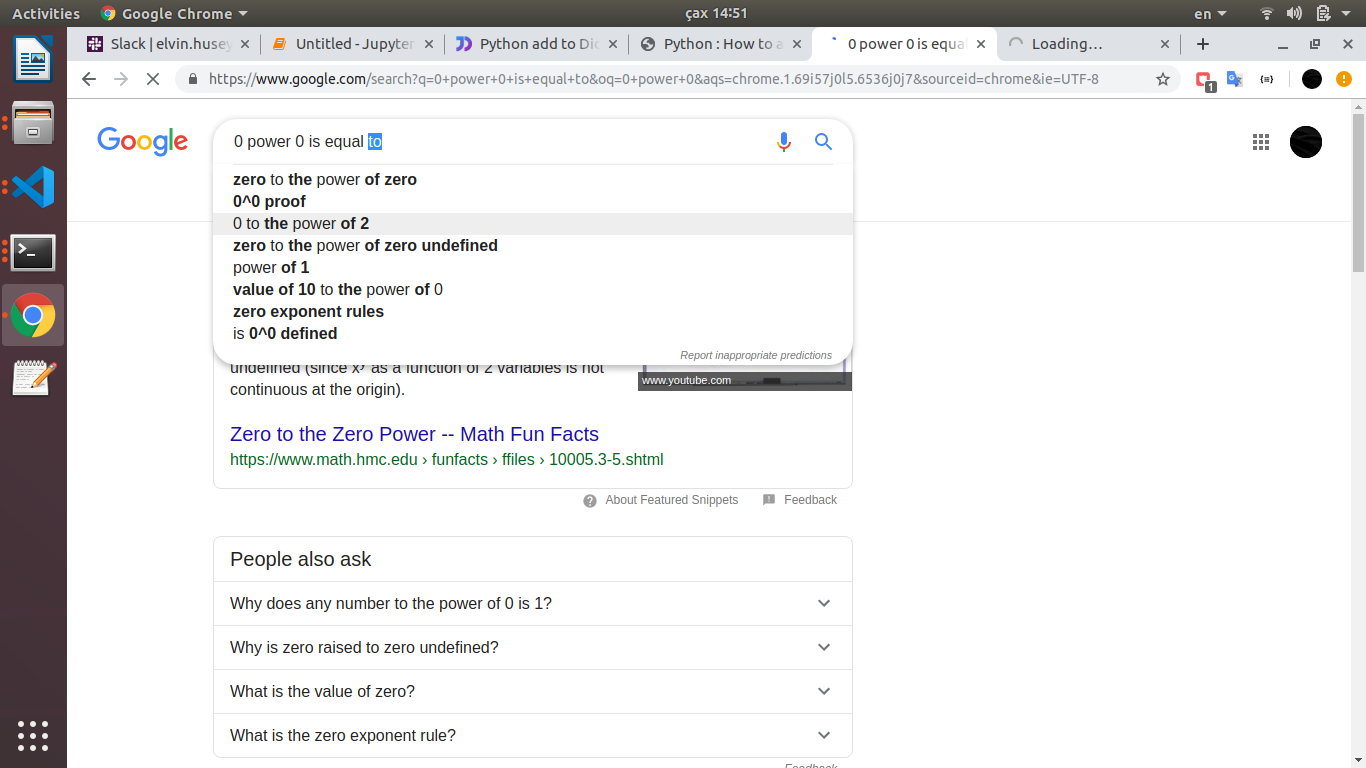 Activities
Google Chrome
çax 14:51
en
Slack | elvin.husey
Untitled - Jupyter
Python add to Dic
Python : How to a
0 power 0 is equal
Loading…
https://www.google.com/search?q=0+power+0+is+equal+to&oq=0+power+0&aqs=chrome.1.69i57j0l5.6536j0j7&sourceid=chrome&ie=UTF-8
1
Google
0 power 0 is equal to
zero to the power of zero
0^0 proof
0 to the power of 2
zero to the power of zero undefined
power of 1
value of 10 to the power of 0
zero exponent rules
is 0^0 defined
Report inappropriate predictions
undefined (since x^y as a function of 2 variables is not
continuous at the origin).
www.youtube.com
Zero to the Zero Power -- Math Fun Facts
https://www.math.hmc.edu › funfacts › ffiles › 10005.3-5.shtml
About Featured Snippets
Feedback
People also ask
Why does any number to the power of 0 is 1?
Why is zero raised to zero undefined?
What is the value of zero?
What is the zero exponent rule?
Feedback